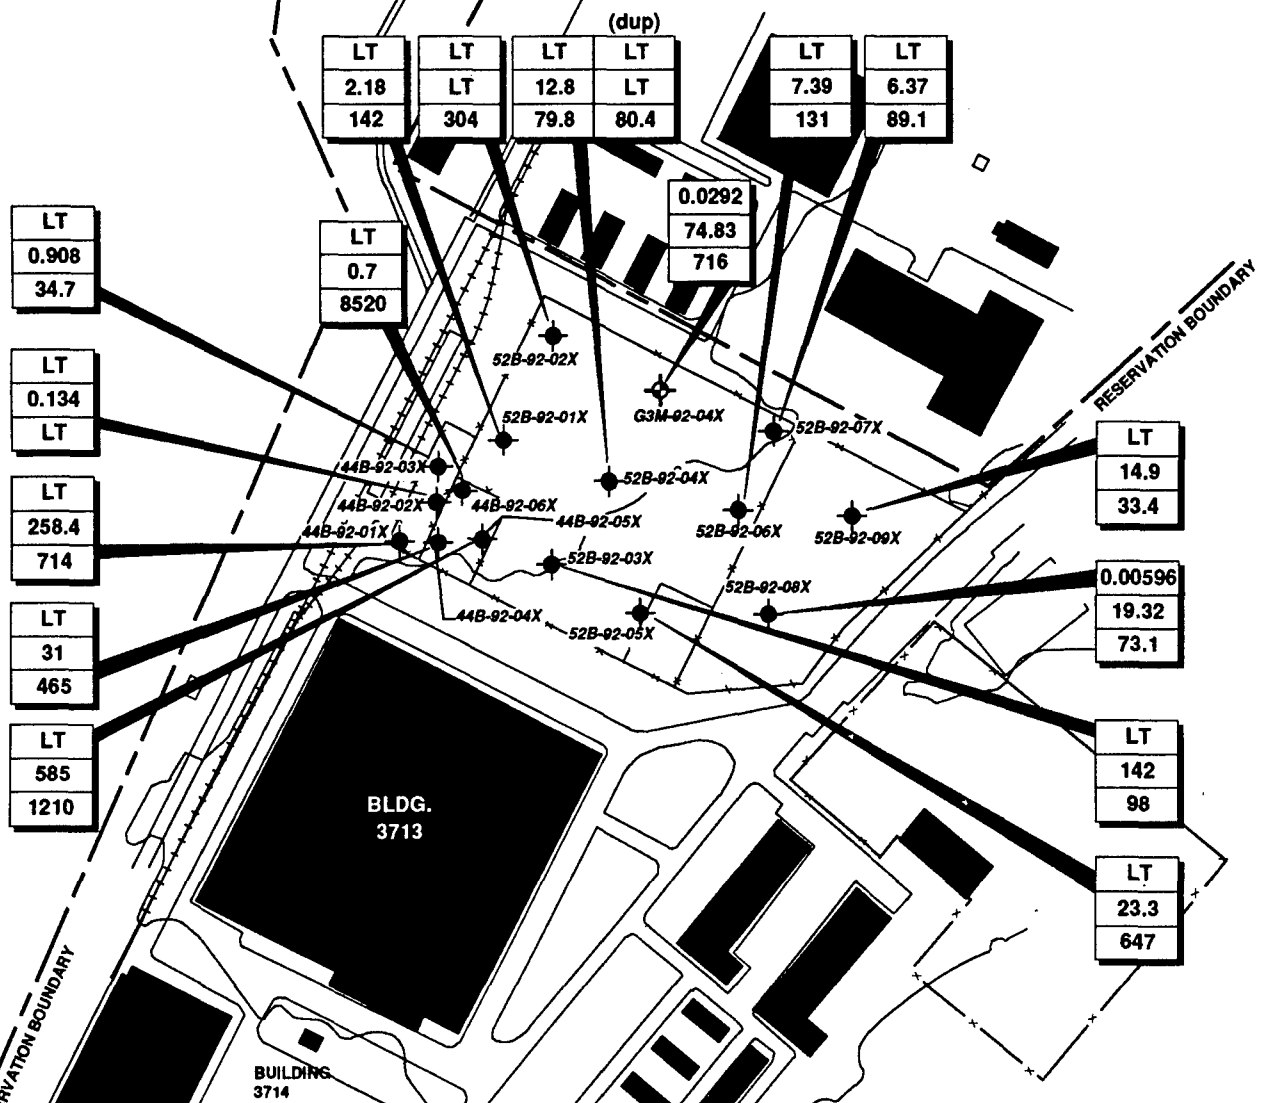 (dup)
LT
2.18
142
LT
LT
304
LT
12.8
79.8
LT
LT
80.4
LT
7.39
131
LT
6.37
89.1
0.0292
74.83
716
LT
0.908
34.7
LT
0.7
8520
LT
0.134
LT
LT
258.4
714
LT
31
465
LT
585
1210
52B-92-02X
52B-92-01X
G3M-92-04X
52B-92-07X
44B-92-03X
52B-92-04X
44B-92-02X
44B-92-06X
44B-92-01X
44B-92-05X
52B-92-06X
52B-92-09X
52B-92-03X
52B-92-08X
44B-92-04X
52B-92-05X
RESERVATION BOUNDARY
LT
14.9
33.4
0.00596
19.32
73.1
LT
142
98
LT
23.3
647
BLDG.
3713
BUILDING
3714
RVATION BOUNDARY